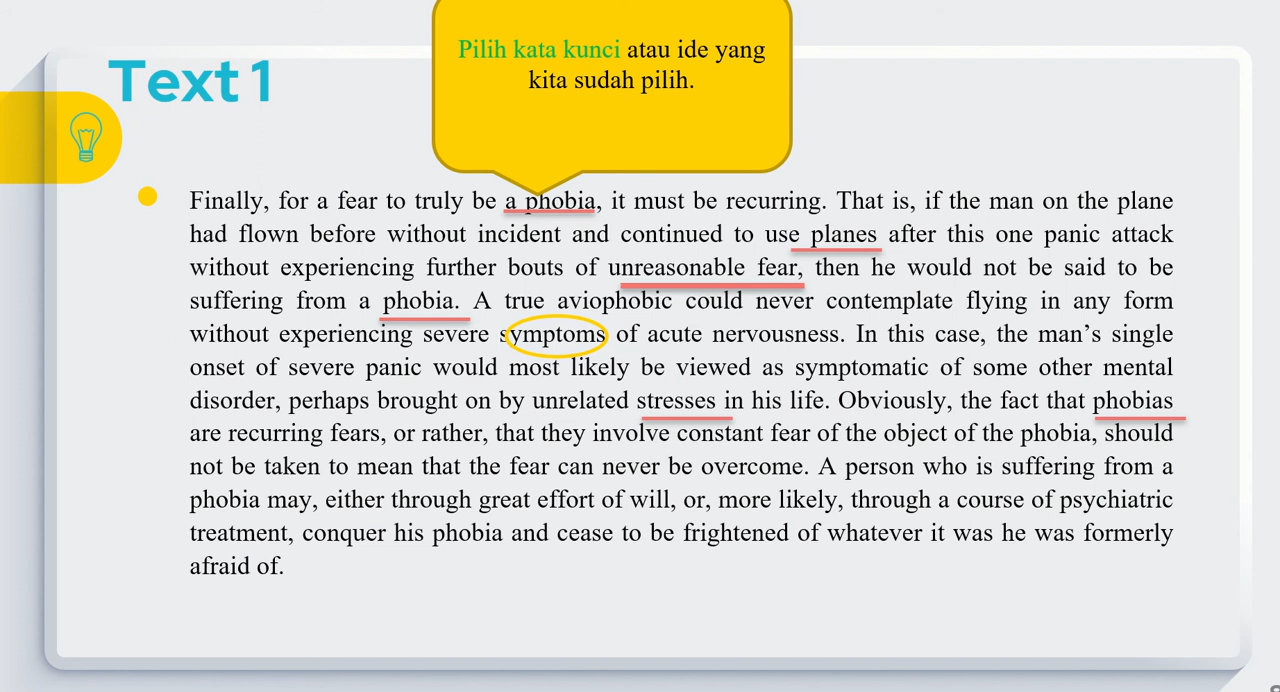 Pilih kata kunci atau ide yang
kita sudah pilih.
Text 1
Finally, for a fear to truly be a phobia, it must be recurring. That is, if the man on the plane
had flown before without incident and continued to use planes after this one panic attack
without experiencing further bouts of unreasonable fear, then he would not be said to be
suffering from a phobia. A true aviophobic could never contemplate flying in any form
without experiencing severe symptoms of acute nervousness. In this case, the man’s single
onset of severe panic would most likely be viewed as symptomatic of some other mental
disorder, perhaps brought on by unrelated stresses in his life. Obviously, the fact that phobias
are recurring fears, or rather, that they involve constant fear of the object of the phobia, should
not be taken to mean that the fear can never be overcome. A person who is suffering from a
phobia may, either through great effort of will, or, more likely, through a course of psychiatric
treatment, conquer his phobia and cease to be frightened of whatever it was he was formerly
afraid of.